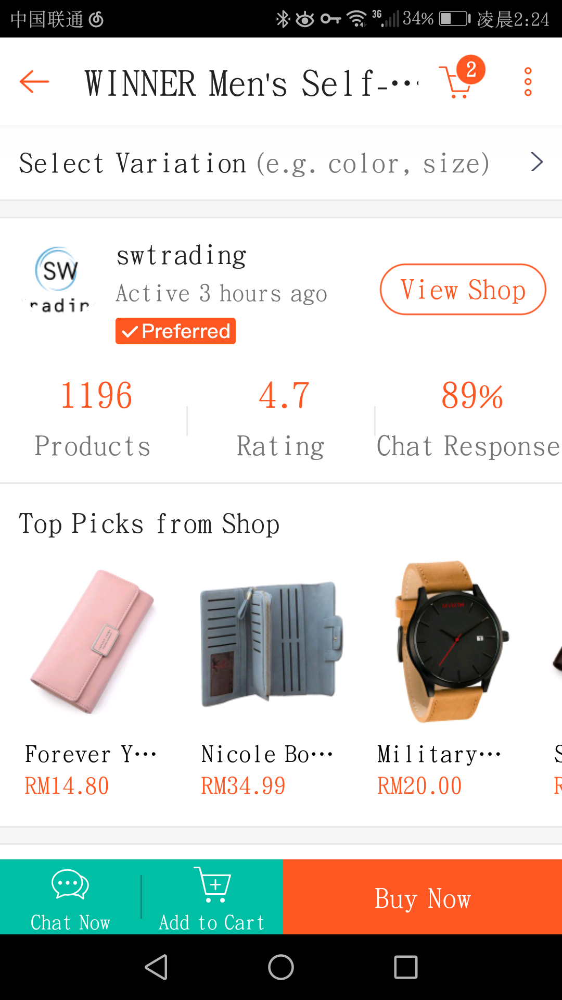 中国联通 3G 34% 凌晨2:24
WINNER Men's Self-… 2
Select Variation (e.g. color, size)
SW
radin
swtrading
Active 3 hours ago
Preferred
View Shop
1196 4.7 89%
Products Rating Chat Response
Top Picks from Shop
Forever Y… Nicole Bo… Military… S
RM14.80 RM34.99 RM20.00 R
Chat Now Add to Cart Buy Now